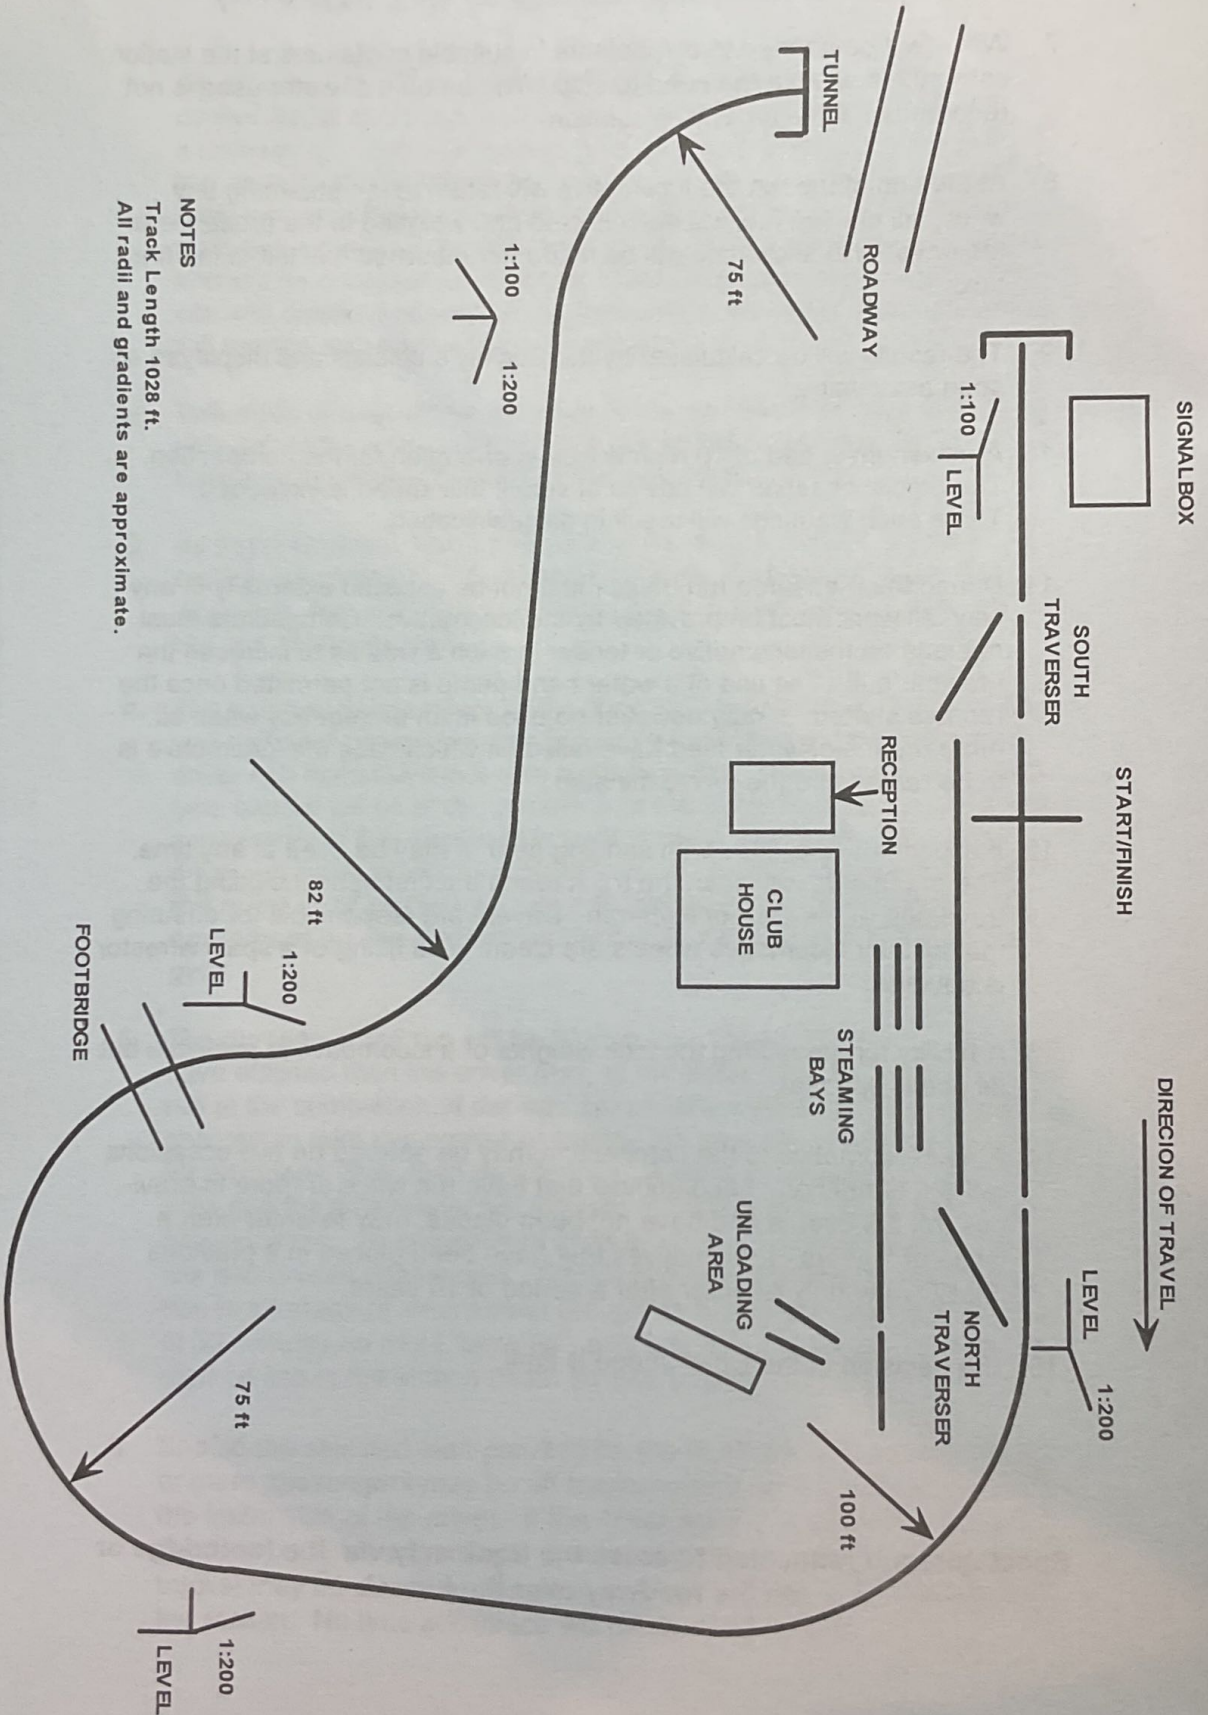 SIGNALBOX
START/FINISH
DIRECION OF TRAVEL
SOUTH
TRAVERSER
LEVEL
1:200
1:100
LEVEL
TUNNEL
ROADWAY
RECEPTION
CLUB
HOUSE
STEAMING
BAYS
NORTH
TRAVERSER
UNLOADING
AREA
75 ft
100 ft
1:100
1:200
82 ft
1:200
LEVEL
75 ft
1:200
LEVEL
FOOTBRIDGE
NOTES
Track Length 1028 ft.
All radii and gradients are approximate.